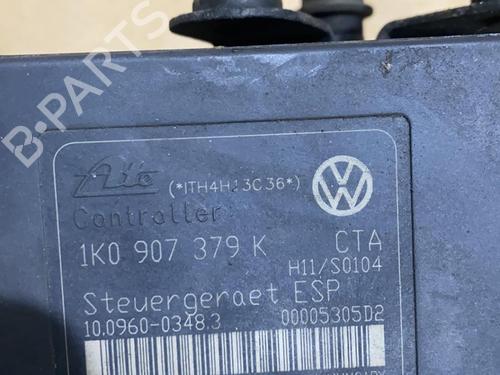 B-PARTS
Ate (*ITH4H13C36*)
Controller
1K0 907 379 K CTA
H11/S0104
Steuergeraet ESP
10.0960-0348.3 00005305D2